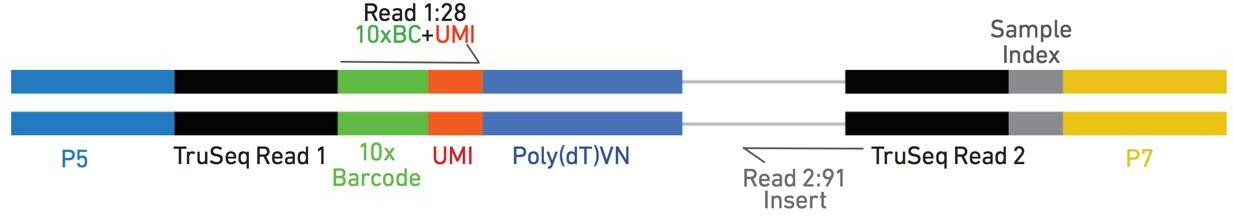 Read 1:28
10xBC+UMI
Sample
Index
P5
TruSeq Read 1
10x
Barcode
UMI
Poly(dT)VN
Read 2:91
Insert
TruSeq Read 2
P7